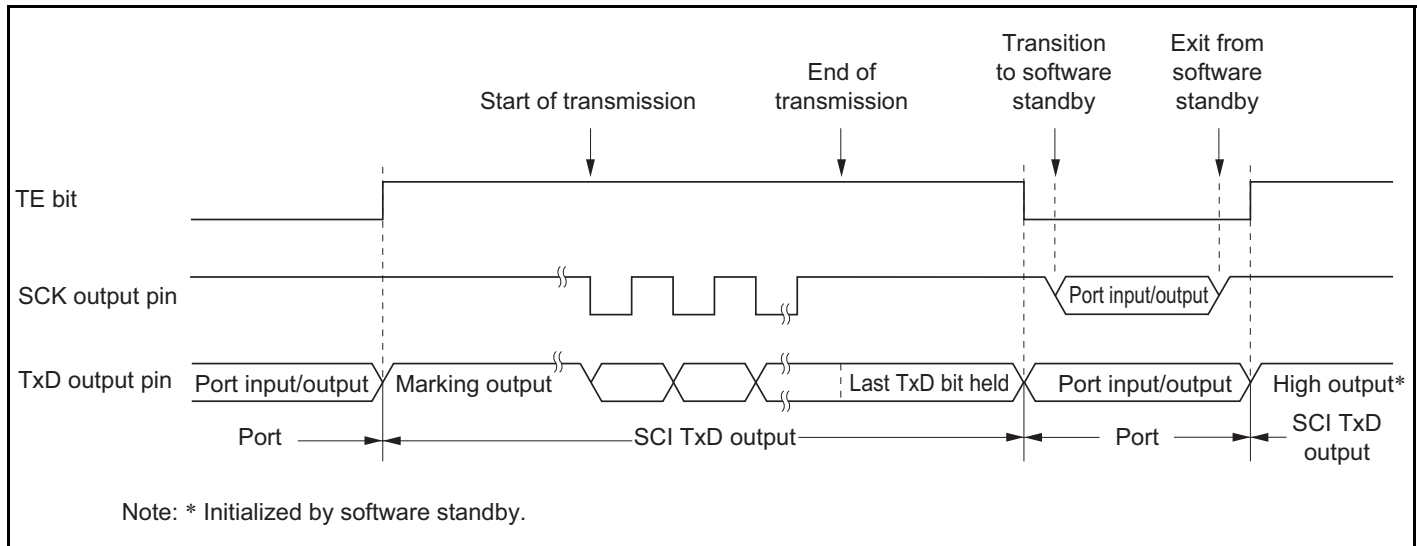 Start of transmission
End of
transmission
Transition
to software
standby
Exit from
software
standby
TE bit
SCK output pin
Port input/output
TxD output pin
Port input/output
Marking output
Last TxD bit held
Port input/output
High output*
Port
SCI TxD output
Port
SCI TxD
output
Note: * Initialized by software standby.